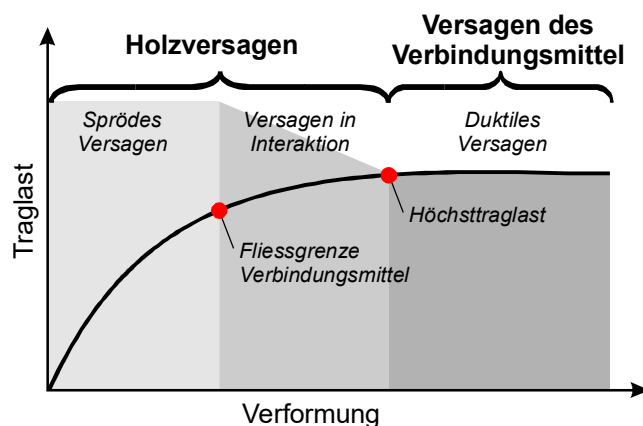 Holzversagen
Versagen des
Verbindungsmittel
Sprödes
Versagen
Versagen in
Interaktion
Duktiles
Versagen
Höchsttraglast
Fliessgrenze
Verbindungsmittel
Traglast
Verformung